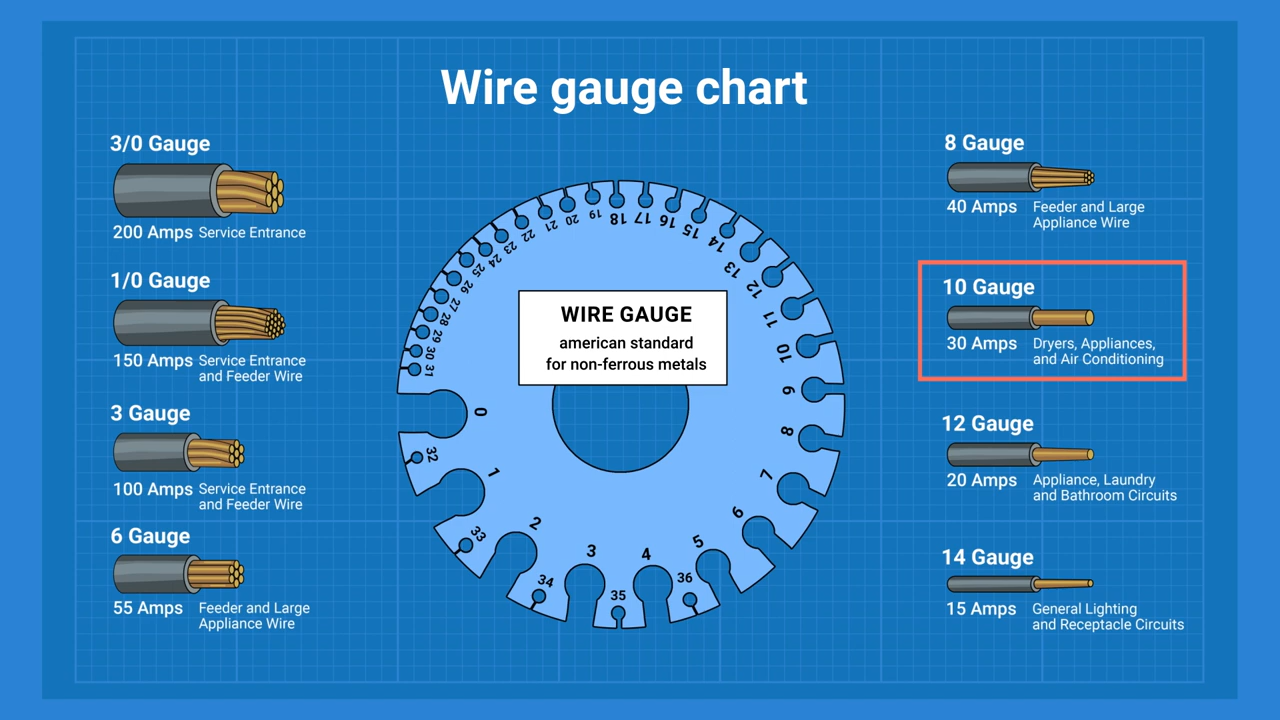 Wire gauge chart
3/0 Gauge
200 Amps Service Entrance
1/0 Gauge
150 Amps Service Entrance
and Feeder Wire
3 Gauge
100 Amps Service Entrance
and Feeder Wire
6 Gauge
55 Amps Feeder and Large
Appliance Wire
WIRE GAUGE
american standard
for non-ferrous metals
0
1
2
3
4
5
6
7
8
9
10
11
12
13
14
15
16
17
18
19
20
21
22
23
24
25
26
27
28
29
30
31
32
33
34
35
36
8 Gauge
40 Amps Feeder and Large
Appliance Wire
10 Gauge
30 Amps Dryers, Appliances,
and Air Conditioning
12 Gauge
20 Amps Appliance, Laundry
and Bathroom Circuits
14 Gauge
15 Amps General Lighting
and Receptacle Circuits